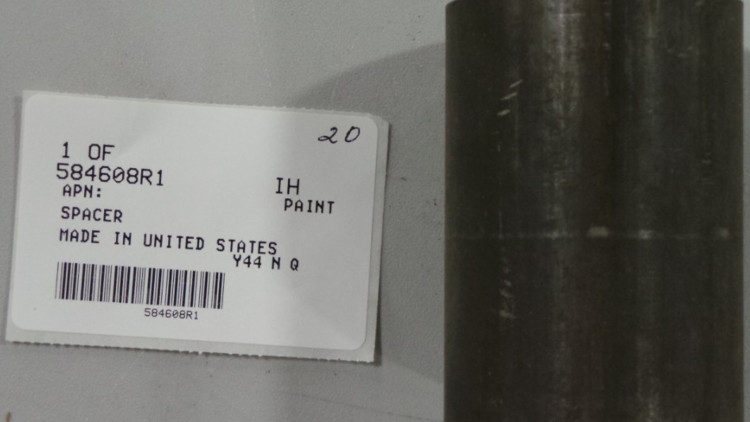 20
1 OF
584608R1
IH
APN:
PAINT
SPACER
MADE IN UNITED STATES
Y44 N Q
584608R1